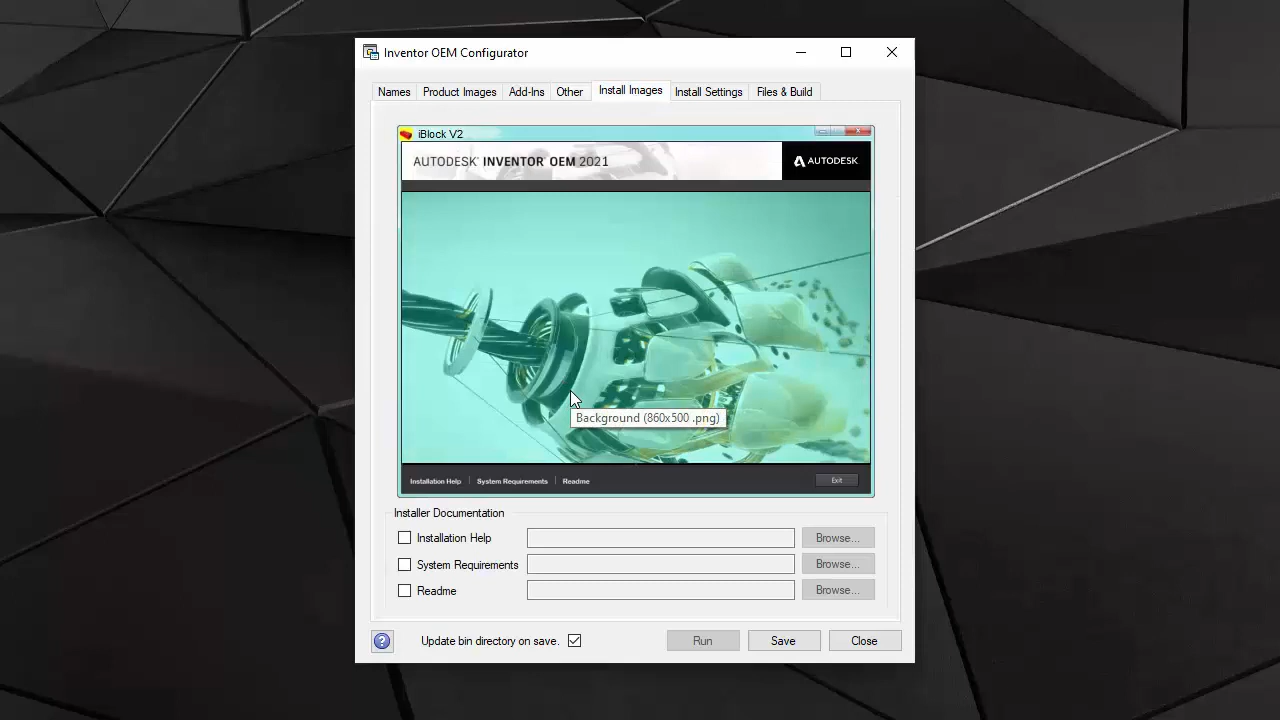 Inventor OEM Configurator
Names Product Images Add-Ins Other Install Images Install Settings Files & Build
iBlock V2
AUTODESK® INVENTOR® OEM 2021 AUTODESK
Background (860x500 .png)
Installation Help | System Requirements | Readme Exit
Installer Documentation
Installation Help Browse...
System Requirements Browse...
Readme Browse...
? Update bin directory on save. Run Save Close